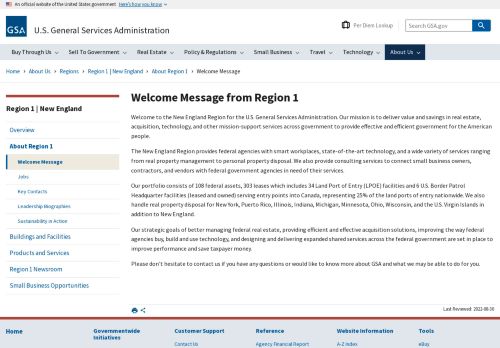 An official website of the United States government Here's how you know
GSA
U.S. General Services Administration
Per Diem Lookup
Search GSA.gov
Buy Through Us
Sell To Government
Real Estate
Policy & Regulations
Small Business
Travel
Technology
About Us
Home › About Us › Regions › Region 1 | New England › About Region 1 › Welcome Message
Region 1 | New England
Overview
About Region 1
Welcome Message
Jobs
Key Contacts
Leadership Biographies
Sustainability in Action
Buildings and Facilities
Products and Services
Region 1 Newsroom
Small Business Opportunities
Welcome Message from Region 1
Welcome to the New England Region for the U.S. General Services Administration. Our mission is to deliver value and savings in real estate,
acquisition, technology, and other mission-support services across government to provide effective and efficient government for the American
people.
The New England Region provides federal agencies with smart workplaces, state-of-the-art technology, and a wide variety of services ranging
from real property management to personal property disposal. We also provide consulting services to connect small business owners,
contractors, and vendors with federal government agencies in need of their services.
Our portfolio consists of 108 federal assets, 303 leases which includes 34 Land Port of Entry (LPOE) facilities and 6 U.S. Border Patrol
Headquarter facilities (leased and owned) serving entry points into Canada, representing 25% of the land ports of entry nationwide. We also
handle real property disposal for New York, Puerto Rico, Illinois, Indiana, Michigan, Minnesota, Ohio, Wisconsin, and the U.S. Virgin Islands in
addition to New England.
Our strategic goals of better managing federal real estate, providing efficient and effective acquisition solutions, improving the way federal
agencies buy, build and use technology, and designing and delivering expanded shared services across the federal government are set in place to
improve performance and save taxpayer money.
Please don't hesitate to contact us if you have any questions or would like to know more about GSA and what we may be able to do for you.
Last Reviewed: 2022-08-30
Home
Governmentwide
Initiatives
Customer Support
Contact Us
Reference
Agency Financial Report
Website Information
A-Z Index
Tools
eBuy